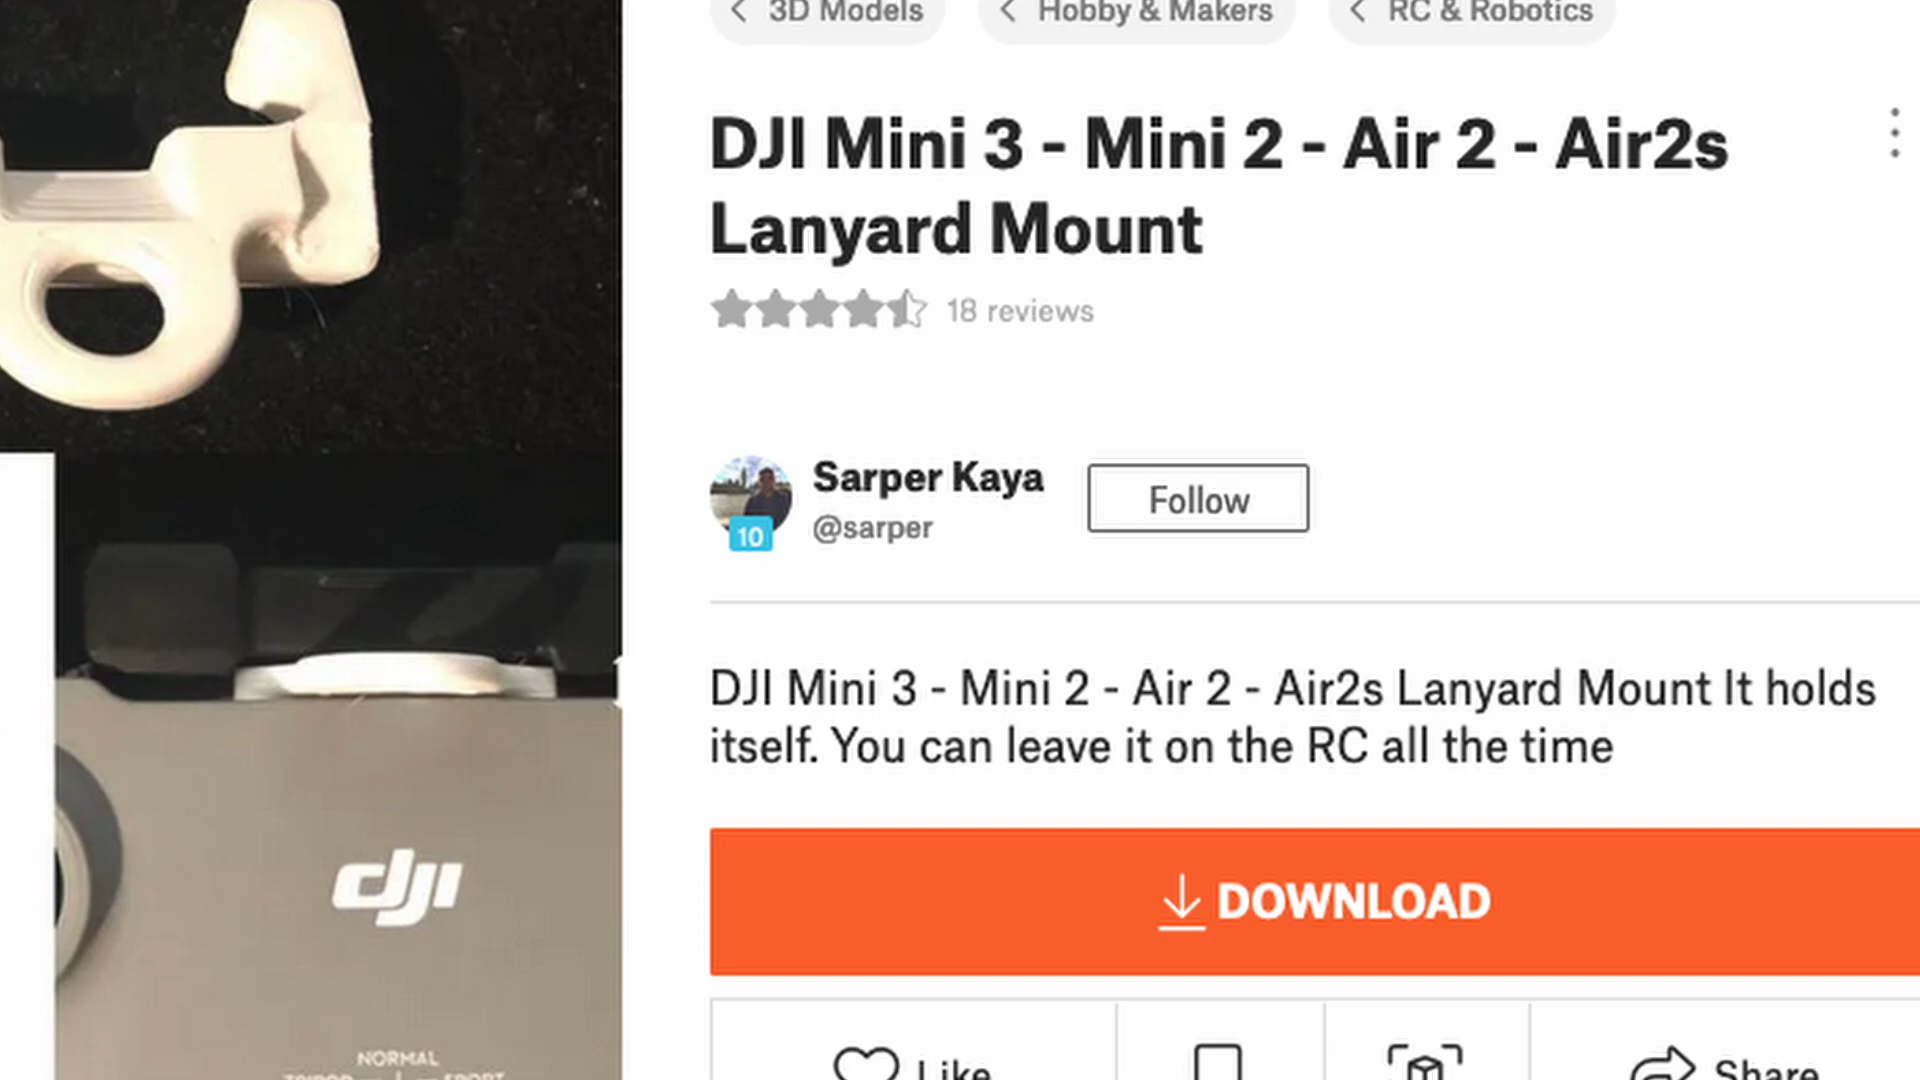 3D Models
Hobby & Makers
RC & Robotics
DJI Mini 3 - Mini 2 - Air 2 - Air2s
Lanyard Mount
18 reviews
Sarper Kaya
@sarper
10
Follow
DJI Mini 3 - Mini 2 - Air 2 - Air2s Lanyard Mount It holds
itself. You can leave it on the RC all the time
DOWNLOAD
Like
Share
dji
NORMAL